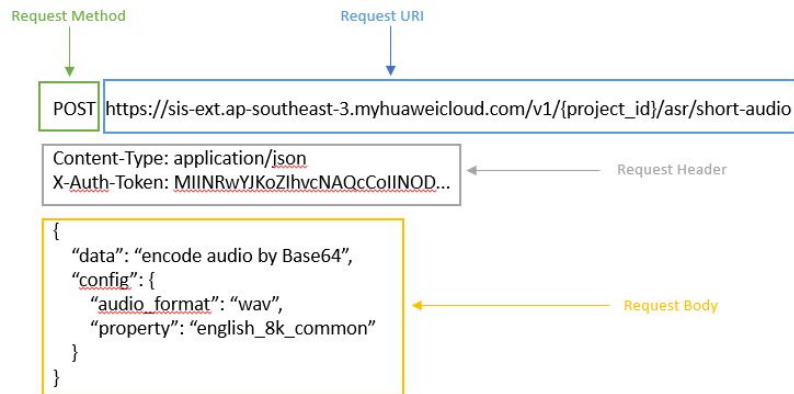 Request Method
Request URI
POST https://sis-ext.ap-southeast-3.myhuaweicloud.com/v1/{project_id}/asr/short-audio
Content-Type: application/json
X-Auth-Token: MIINRwYJKoZIhvcNAQcCoIINOD...
Request Header
{
“data”: “encode audio by Base64”,
“config”: {
“audio_format”: “wav”,
“property”: “english_8k_common”
}
}
Request Body